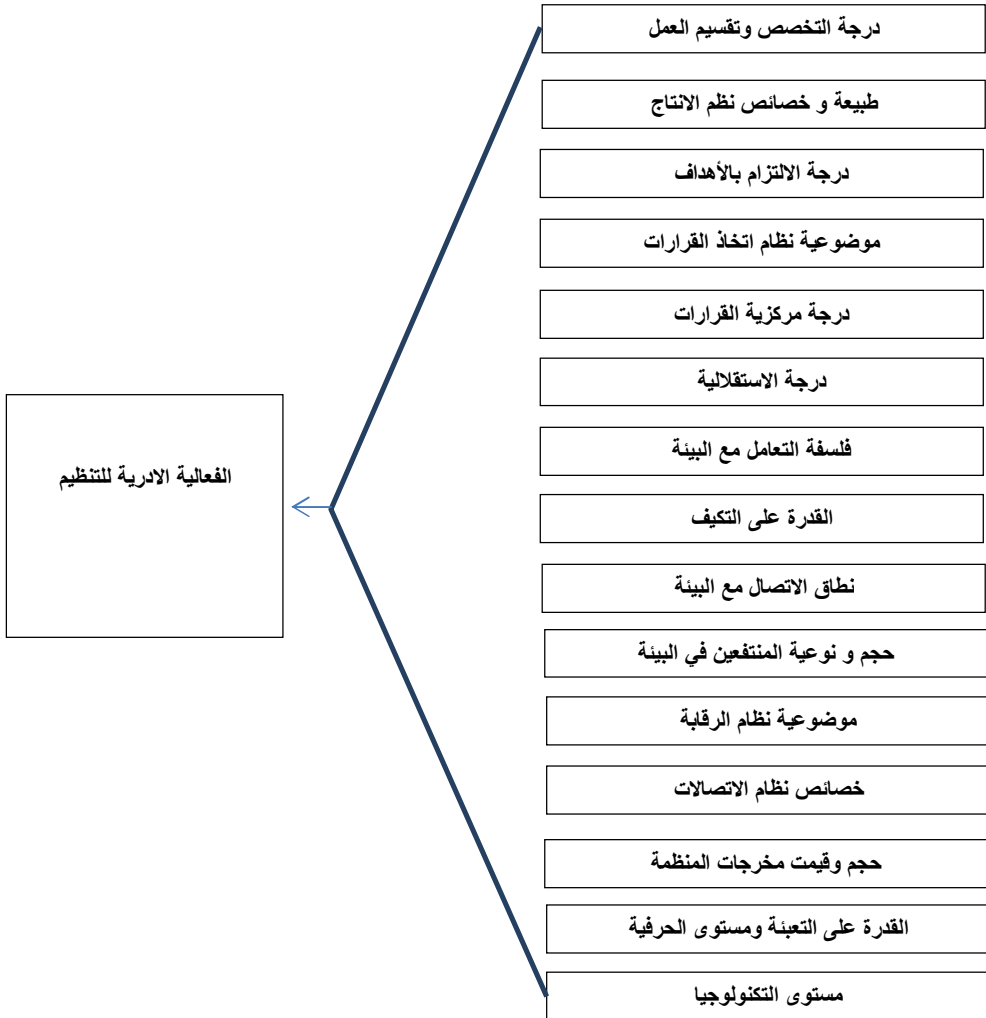 درجة التخصص وتقسيم العمل
طبيعة و خصائص نظم الانتاج
درجة الالتزام بالأهداف
موضوعية نظام اتخاذ القرارات
درجة مركزية القرارات
درجة الاستقلالية
فلسفة التعامل مع البيئة
القدرة على التكيف
نطاق الاتصال مع البيئة
حجم و نوعية المنتفعين في البيئة
موضوعية نظام الرقابة
خصائص نظام الاتصالات
حجم وقيمت مخرجات المنظمة
القدرة على التعبئة ومستوى الحرفية
مستوى التكنولوجيا
الفعالية الادرية للتنظيم